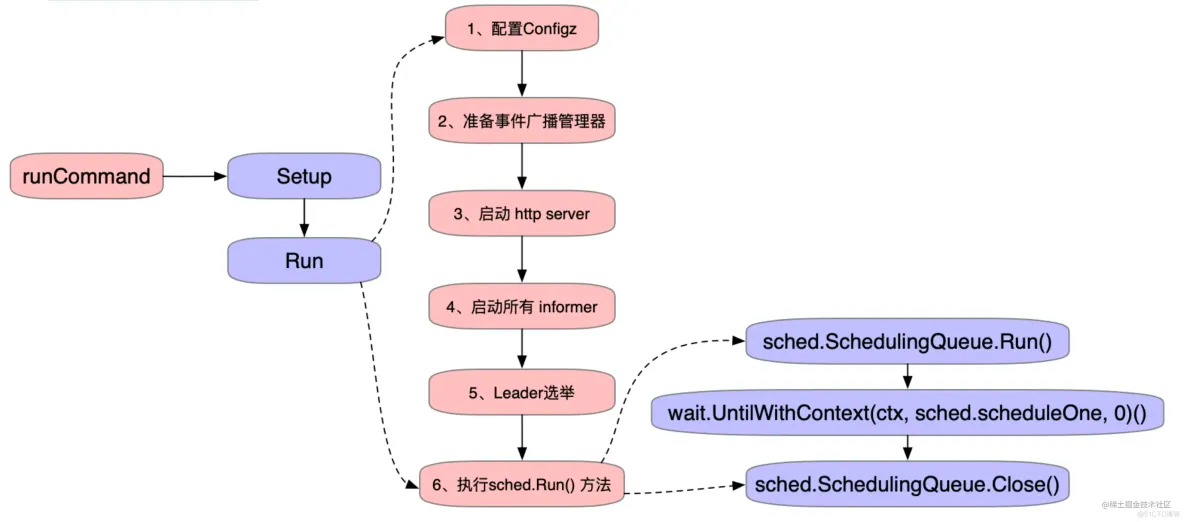 1、配置Configz
2、准备事件广播管理器
runCommand
Setup
3、启动 http server
Run
4、启动所有 informer
sched.SchedulingQueue.Run()
5、Leader选举
wait.UntilWithContext(ctx, sched.scheduleOne, 0)()
6、执行sched.Run() 方法
sched.SchedulingQueue.Close()
@稀土掘金技术社区
@51CTO博客